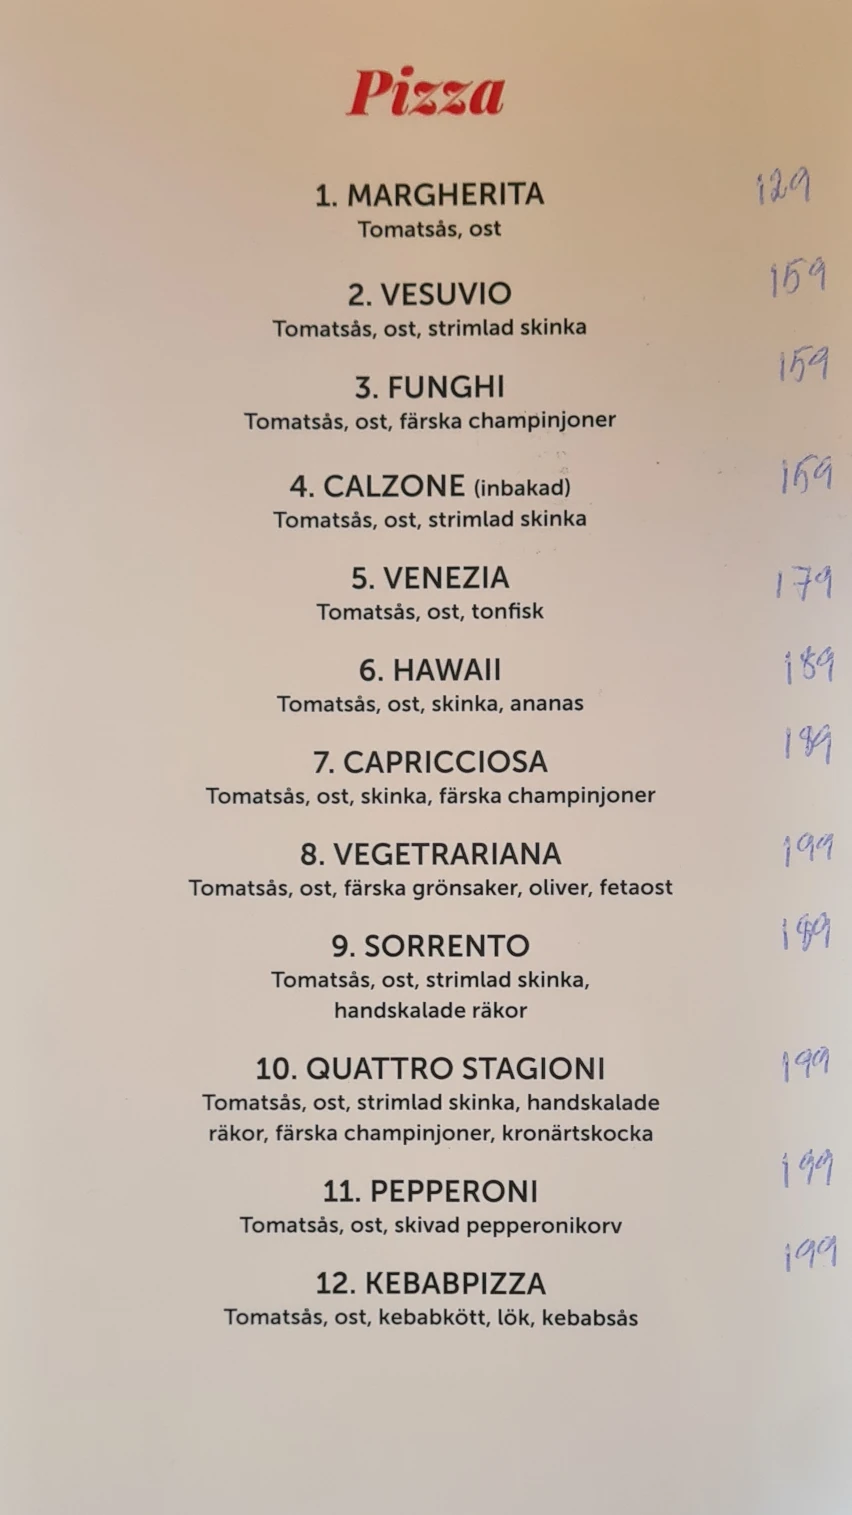 Pizza
1. MARGHERITA 129
Tomatsås, ost
2. VESUVIO 159
Tomatsås, ost, strimlad skinka
3. FUNGHI 159
Tomatsås, ost, färska champinjoner
4. CALZONE (inbakad) 169
Tomatsås, ost, strimlad skinka
5. VENEZIA 179
Tomatsås, ost, tonfisk
6. HAWAII 189
Tomatsås, ost, skinka, ananas
7. CAPRICCIOSA 189
Tomatsås, ost, skinka, färska champinjoner
8. VEGETRARIANA 199
Tomatsås, ost, färska grönsaker, oliver, fetaost
9. SORRENTO 189
Tomatsås, ost, strimlad skinka,
handskalade räkor
10. QUATTRO STAGIONI 199
Tomatsås, ost, strimlad skinka, handskalade
räkor, färska champinjoner, kronärtskocka
11. PEPPERONI 199
Tomatsås, ost, skivad pepperonikorv
12. KEBABPIZZA 199
Tomatsås, ost, kebabkött, lök, kebabsås